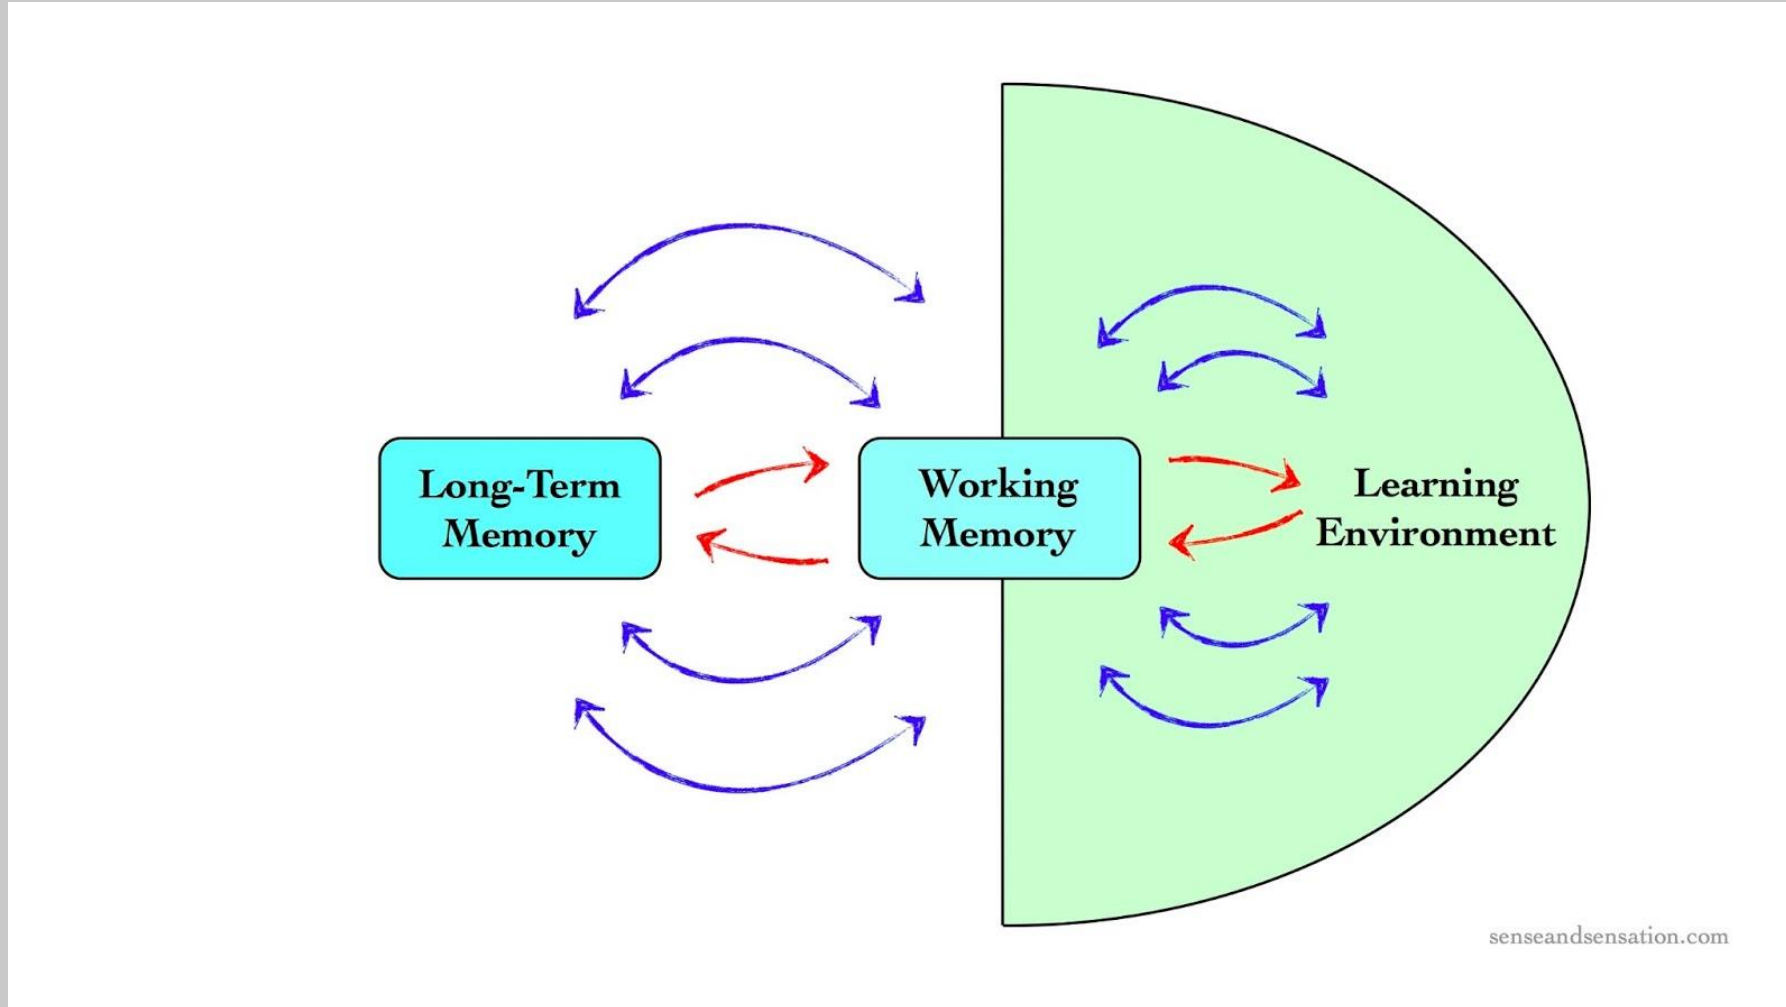 Long-Term
Memory
Working
Memory
Learning
Environment
senseandsensation.com